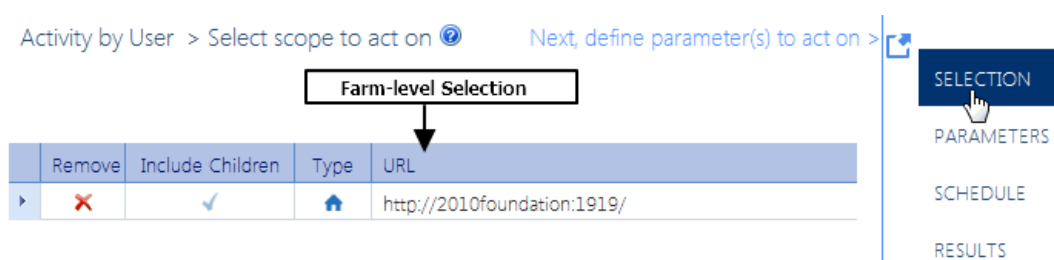 Activity by User > Select scope to act on ? Next, define parameter(s) to act on >
Farm-level Selection
SELECTION
PARAMETERS
Remove Include Children Type URL
http://2010foundation:1919/
SCHEDULE
RESULTS